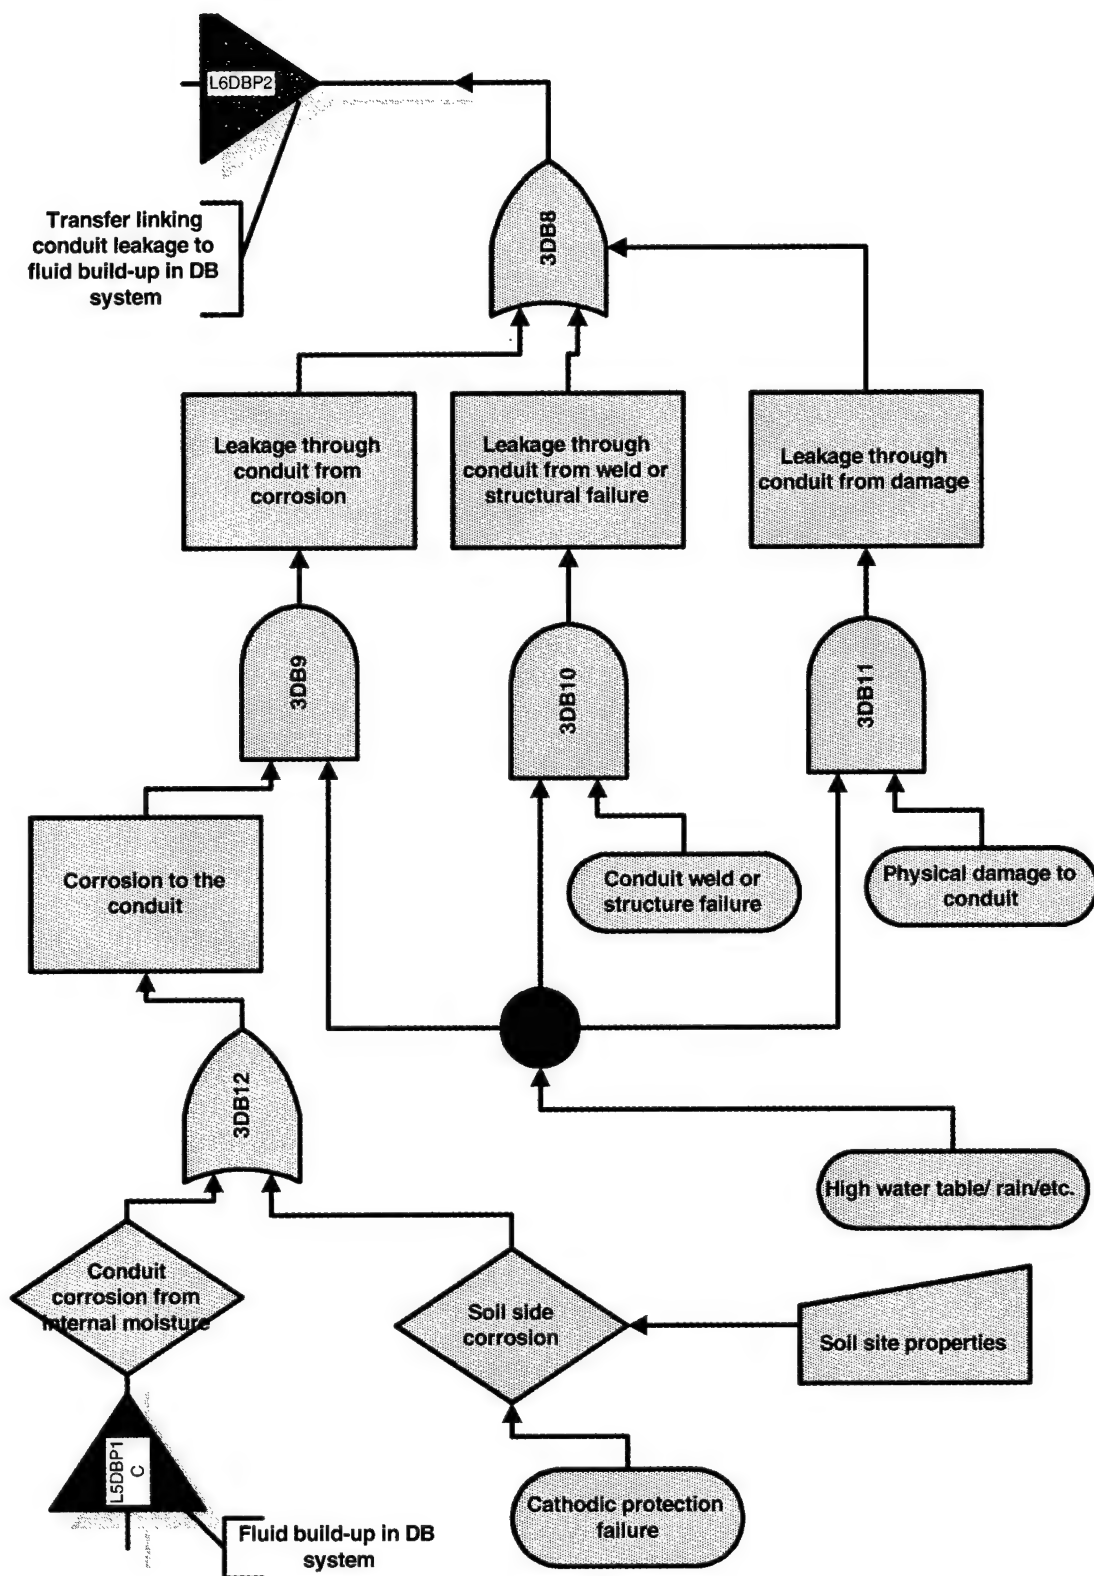 L6DBP2
Transfer linking
conduit leakage to
fluid build-up in DB
system
3DB8
Leakage through
conduit from
corrosion
Leakage through
conduit from weld or
structural failure
Leakage through
conduit from damage
3DB9
3DB10
3DB11
Corrosion to the
conduit
Conduit weld or
structure failure
Physical damage to
conduit
3DB12
High water table/ rain/etc.
Conduit
corrosion from
internal moisture
Soil side
corrosion
Soil site properties
L5DBP1
C
Cathodic protection
failure
Fluid build-up in DB
system